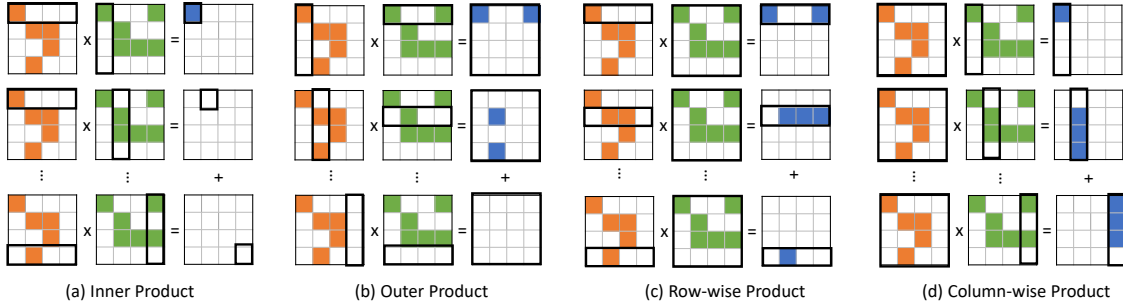 x = x = x = x =
x = x = x = x =
⋮ ⋮ + ⋮ ⋮ + ⋮ ⋮ + ⋮ ⋮ +
x = x = x = x =
(a) Inner Product (b) Outer Product (c) Row-wise Product (d) Column-wise Product